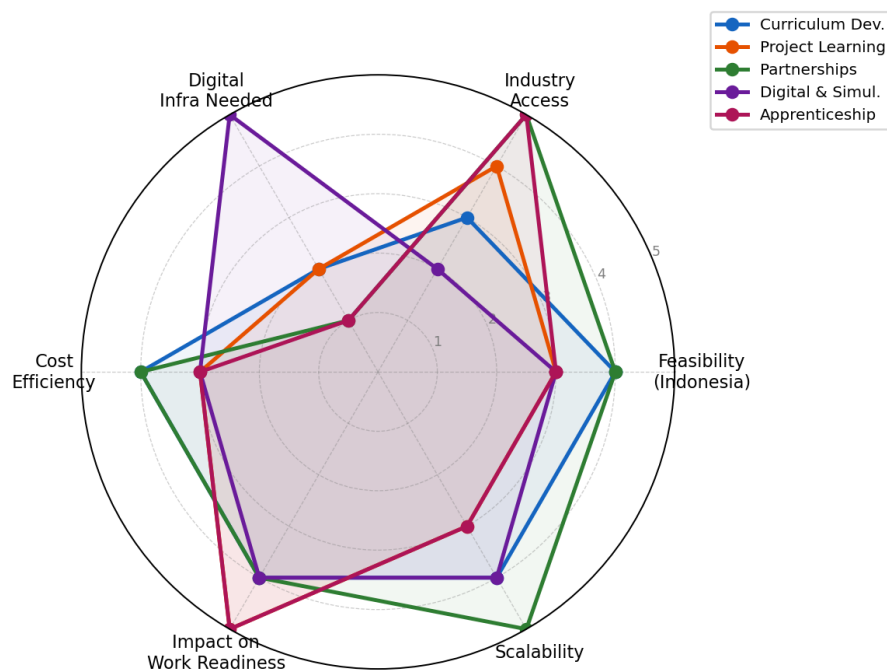 Curriculum Dev.
Project Learning
Partnerships
Digital & Simul.
Apprenticeship
Digital
Infra Needed
Industry
Access
5
4
1
Cost
Efficiency
Feasibility
(Indonesia)
Impact on
Work Readiness
Scalability